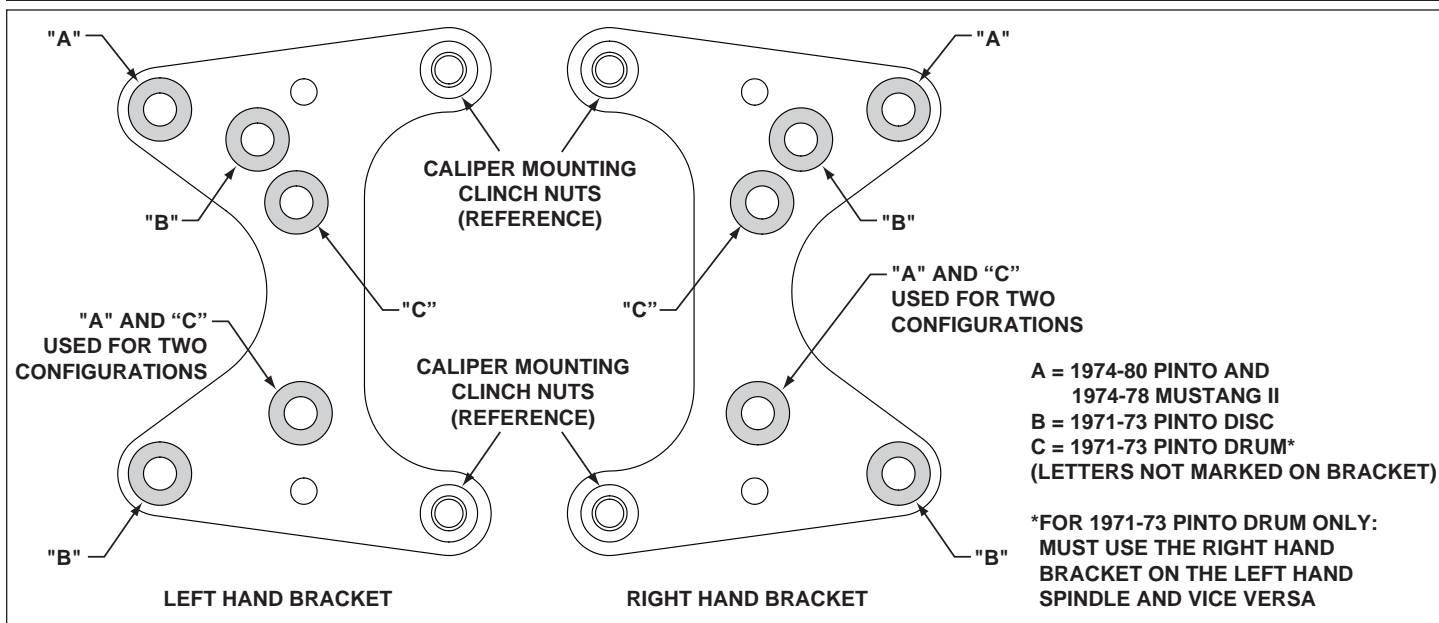 "A"
"B"
"C”
"A" AND “C”
USED FOR TWO
CONFIGURATIONS
"B"
LEFT HAND BRACKET
CALIPER MOUNTING
CLINCH NUTS
(REFERENCE)
CALIPER MOUNTING
CLINCH NUTS
(REFERENCE)
"A"
"B"
"C”
"A" AND “C”
USED FOR TWO
CONFIGURATIONS
"B"
RIGHT HAND BRACKET
A = 1974-80 PINTO AND
1974-78 MUSTANG II
B = 1971-73 PINTO DISC
C = 1971-73 PINTO DRUM*
(LETTERS NOT MARKED ON BRACKET)
*FOR 1971-73 PINTO DRUM ONLY:
MUST USE THE RIGHT HAND
BRACKET ON THE LEFT HAND
SPINDLE AND VICE VERSA